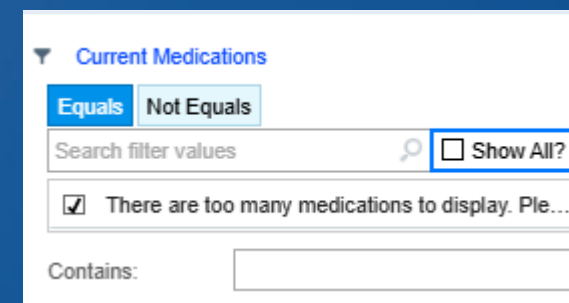 Current Medications
Equals Not Equals
Search filter values Show All?
There are too many medications to display. Ple...
Contains: